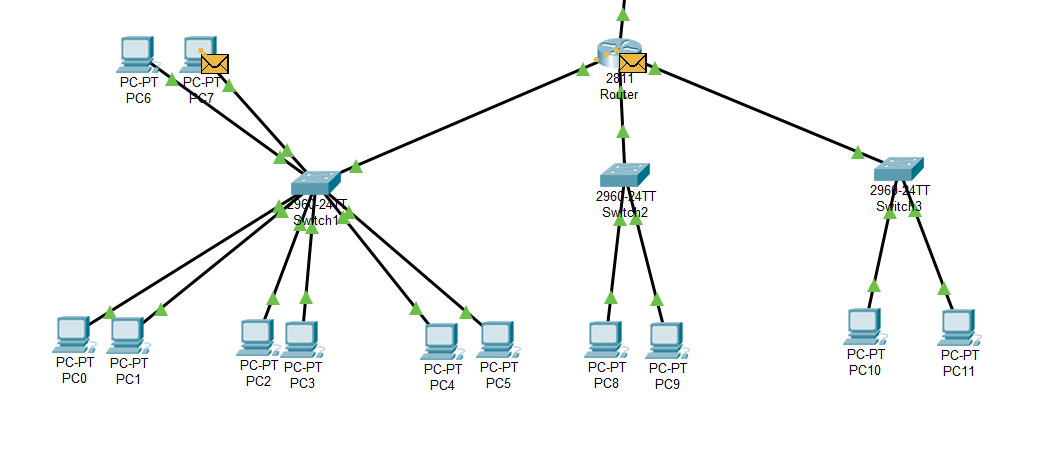 PC-PT
PC6
PC-PT
PC7
2811
Router
2960-24TT
Switch1
2960-24TT
Switch2
2960-24TT
Switch3
PC-PT
PC0
PC-PT
PC1
PC-PT
PC2
PC-PT
PC3
PC-PT
PC4
PC-PT
PC5
PC-PT
PC8
PC-PT
PC9
PC-PT
PC10
PC-PT
PC11